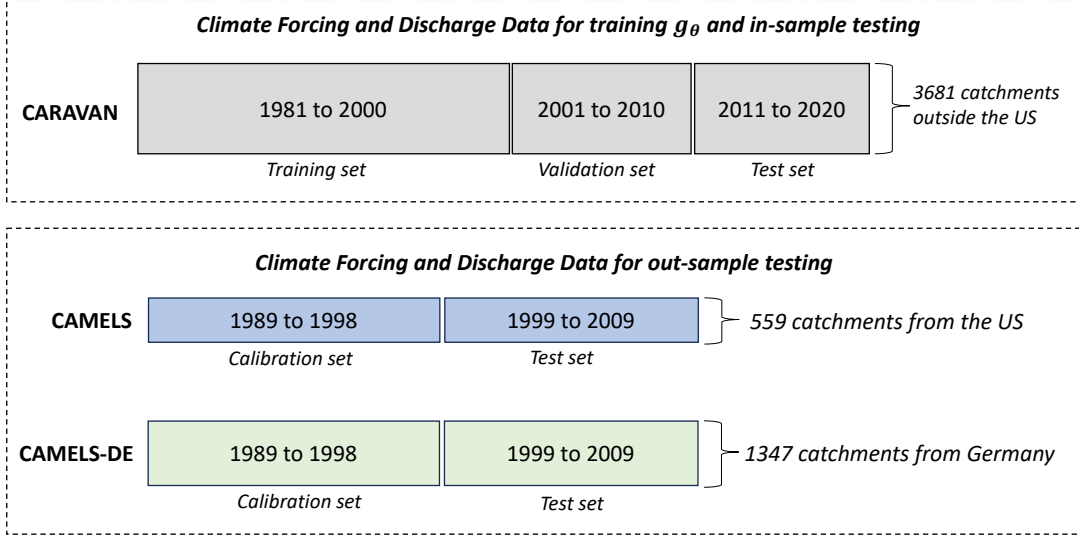 Climate Forcing and Discharge Data for training gθ and in-sample testing
CARAVAN
1981 to 2000
2001 to 2010
2011 to 2020
3681 catchments
outside the US
Training set
Validation set
Test set
Climate Forcing and Discharge Data for out-sample testing
CAMELS
1989 to 1998
1999 to 2009
559 catchments from the US
Calibration set
Test set
CAMELS-DE
1989 to 1998
1999 to 2009
1347 catchments from Germany
Calibration set
Test set